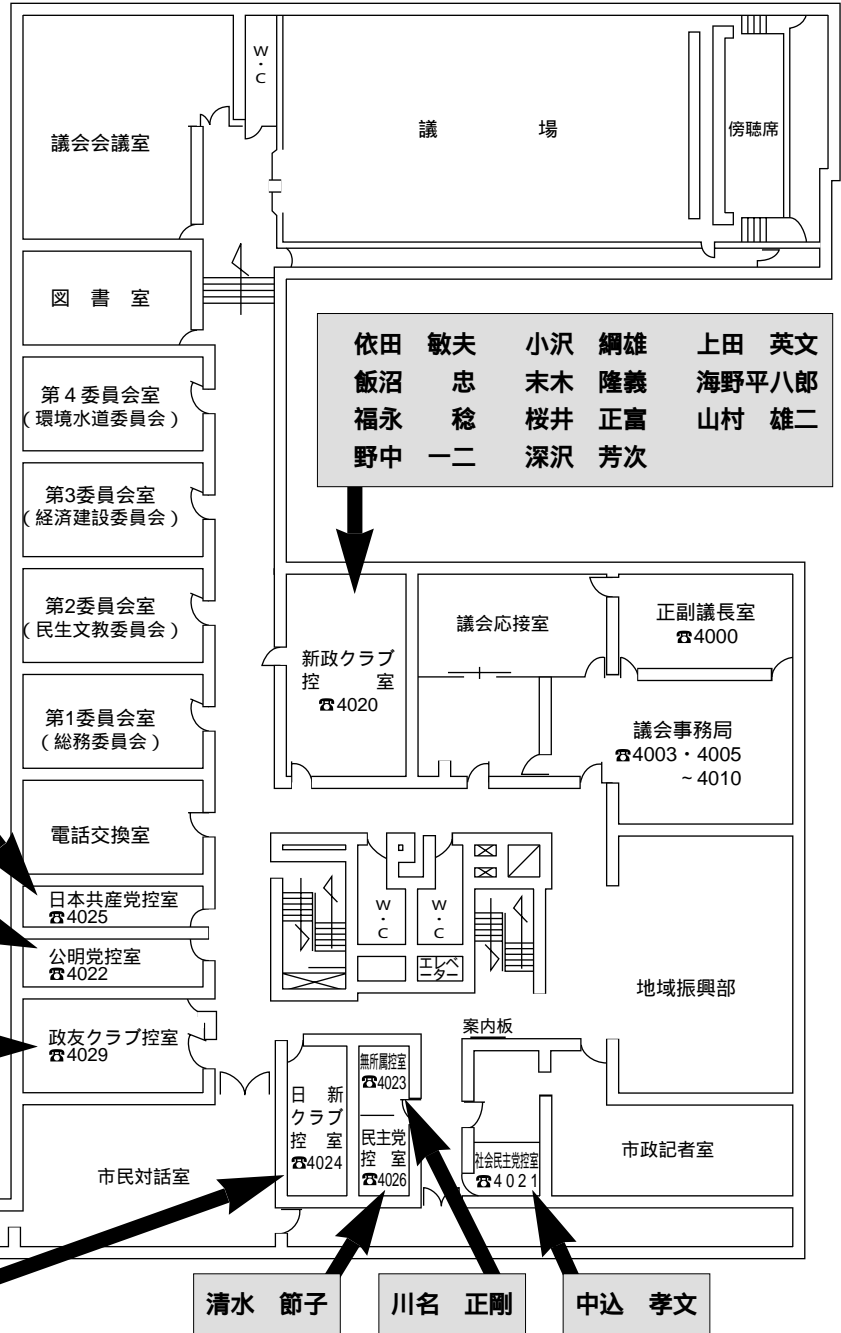 W・C
議会会議室
議　場
傍聴席
図　書　室
依田　敏夫　小沢　綱雄　上田　英文
飯沼　　忠　末木　隆義　海野平八郎
福永　　稔　桜井　正富　山村　雄二
野中　一二　深沢　芳次
第４委員会室
（環境水道委員会）
第3委員会室
（経済建設委員会）
第2委員会室
（民生文教委員会）
第1委員会室
（総務委員会）
新政クラブ
控　　室
☎4020
議会応接室
正副議長室
☎4000
議会事務局
☎4003・4005
～4010
電話交換室
日本共産党控室
☎4025
公明党控室
☎4022
政友クラブ控室
☎4029
W・C
W・C
エレベ
ーター
地域振興部
案内板
日　新
クラブ
控　室
☎4024
無所属控室
☎4023
民主党
控　室
☎4026
社会民主党控室
☎4021
市政記者室
市民対話室
清水　節子
川名　正剛
中込　孝文